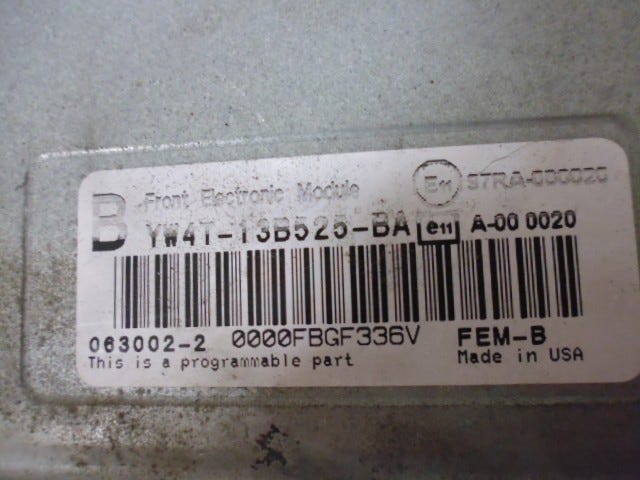 B Front Electronic Module E11 97RA-000020
YW4T-13B525-BA e11 A-00 0020
063002-2 0000FBGF336V FEM-B
This is a programmable part Made in USA